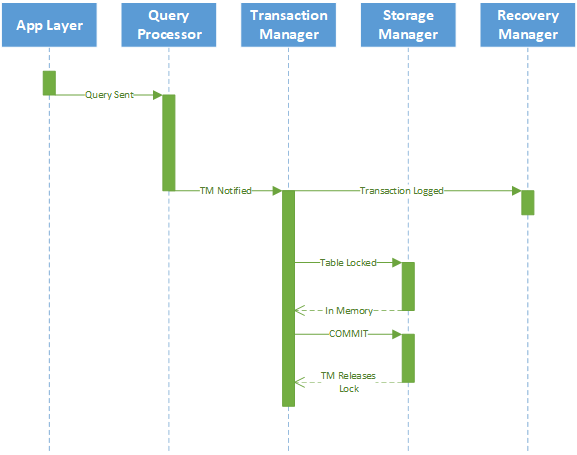 App Layer
Query
Processor
Transaction
Manager
Storage
Manager
Recovery
Manager
Query Sent
TM Notified
Transaction Logged
Table Locked
In Memory
COMMIT
TM Releases
Lock